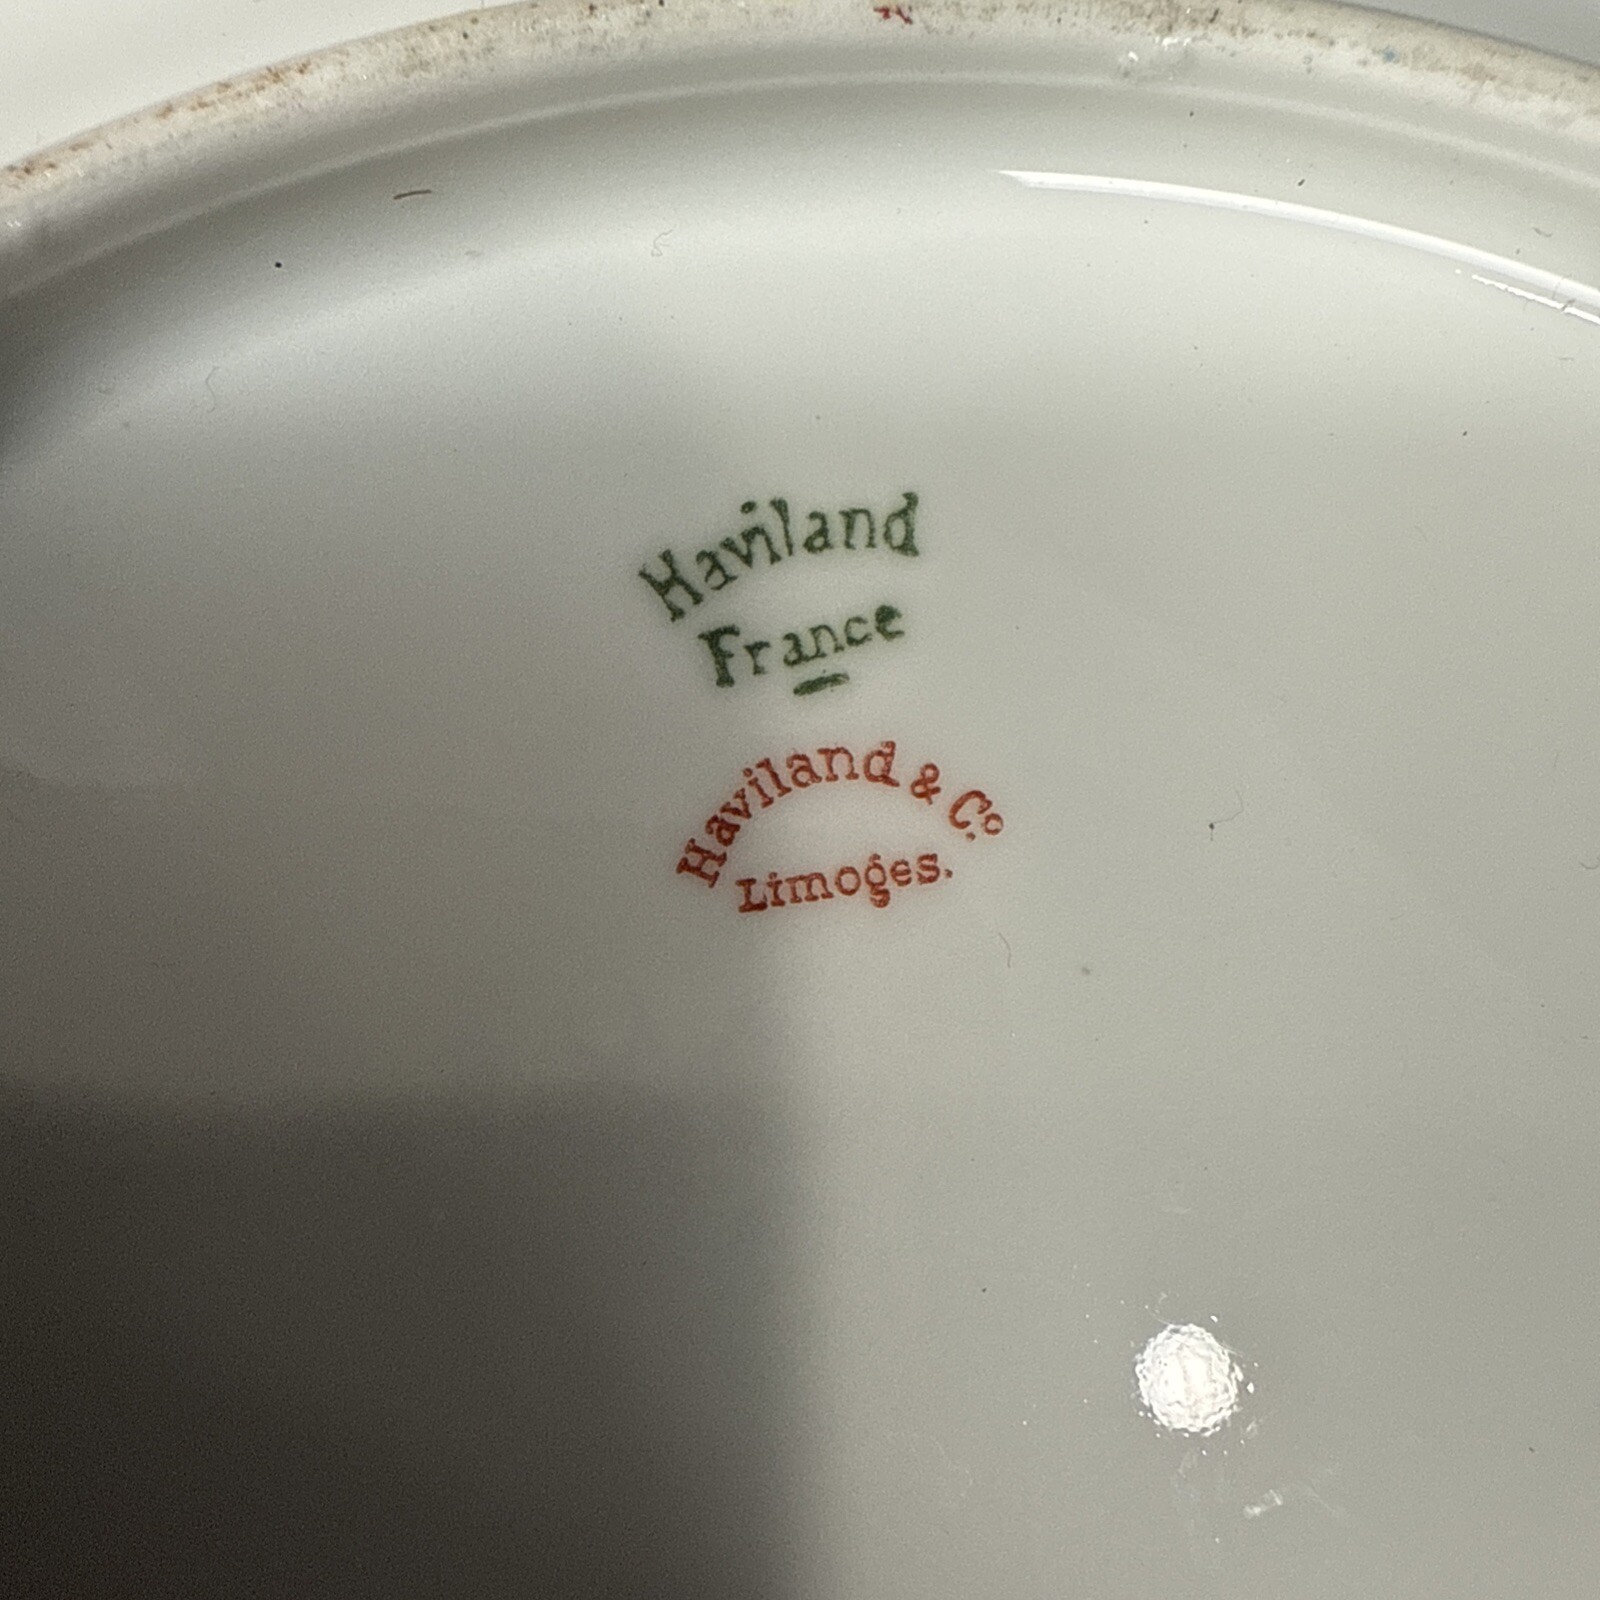 Haviland
France
Haviland & Co.
Limoges.